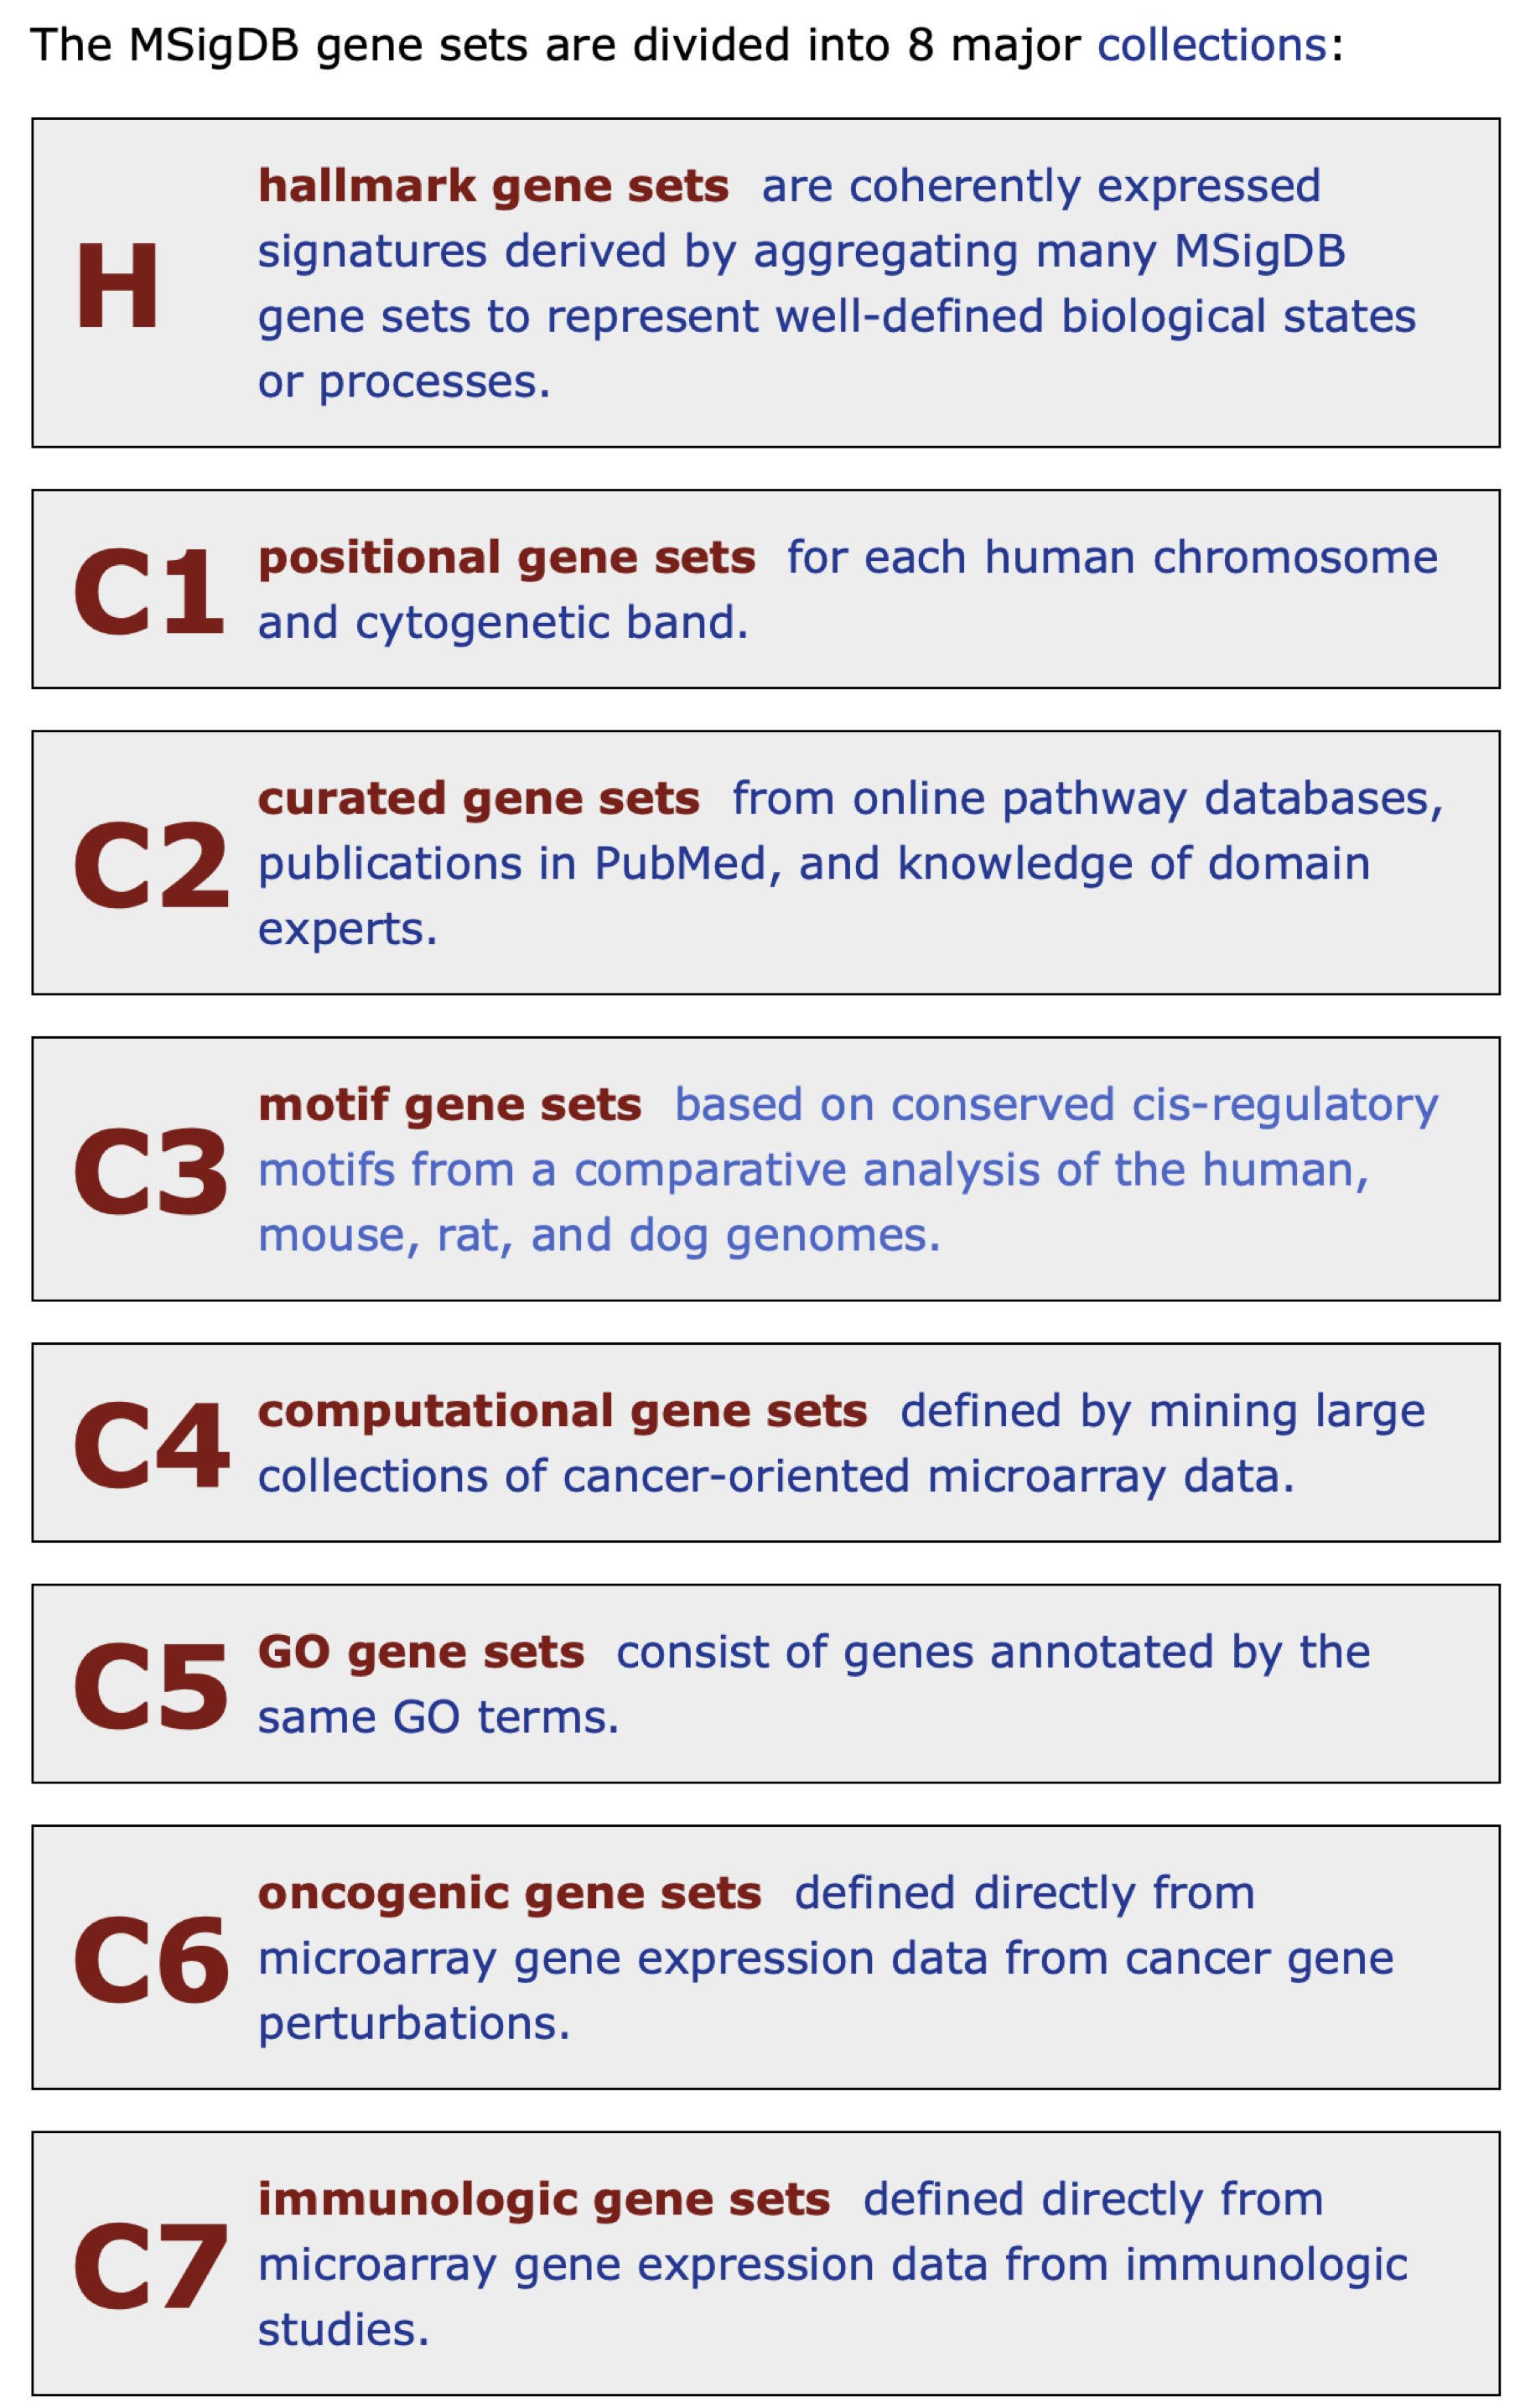 The MSigDB gene sets are divided into 8 major collections:
H
hallmark gene sets are coherently expressed
signatures derived by aggregating many MSigDB
gene sets to represent well-defined biological states
or processes.
C1
positional gene sets for each human chromosome
and cytogenetic band.
C2
curated gene sets from online pathway databases,
publications in PubMed, and knowledge of domain
experts.
C3
motif gene sets based on conserved cis-regulatory
motifs from a comparative analysis of the human,
mouse, rat, and dog genomes.
C4
computational gene sets defined by mining large
collections of cancer-oriented microarray data.
C5
GO gene sets consist of genes annotated by the
same GO terms.
C6
oncogenic gene sets defined directly from
microarray gene expression data from cancer gene
perturbations.
C7
immunologic gene sets defined directly from
microarray gene expression data from immunologic
studies.